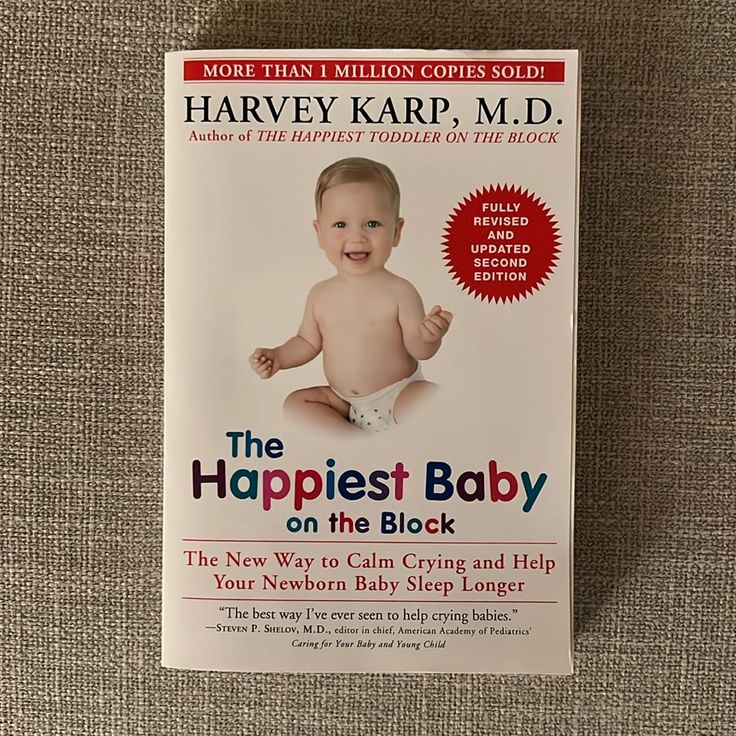 MORE THAN 1 MILLION COPIES SOLD!
HARVEY KARP, M.D.
Author of THE HAPPIEST TODDLER ON THE BLOCK
FULLY
REVISED
AND
UPDATED
SECOND
EDITION
The
Happiest Baby
on the Block
The New Way to Calm Crying and Help
Your Newborn Baby Sleep Longer
“The best way I’ve ever seen to help crying babies.”
—STEVEN P. SHELOV, M.D., editor in chief, American Academy of Pediatrics’
Caring for Your Baby and Young Child